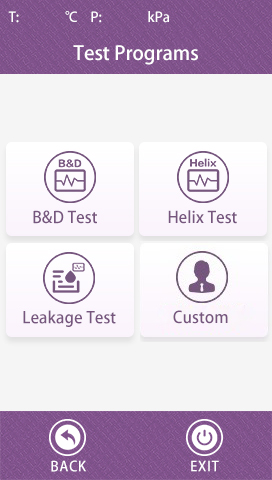 T: ℃ P: kPa
Test Programs
B&D
Helix
B&D Test
Helix Test
Leakage Test
Custom
BACK
EXIT